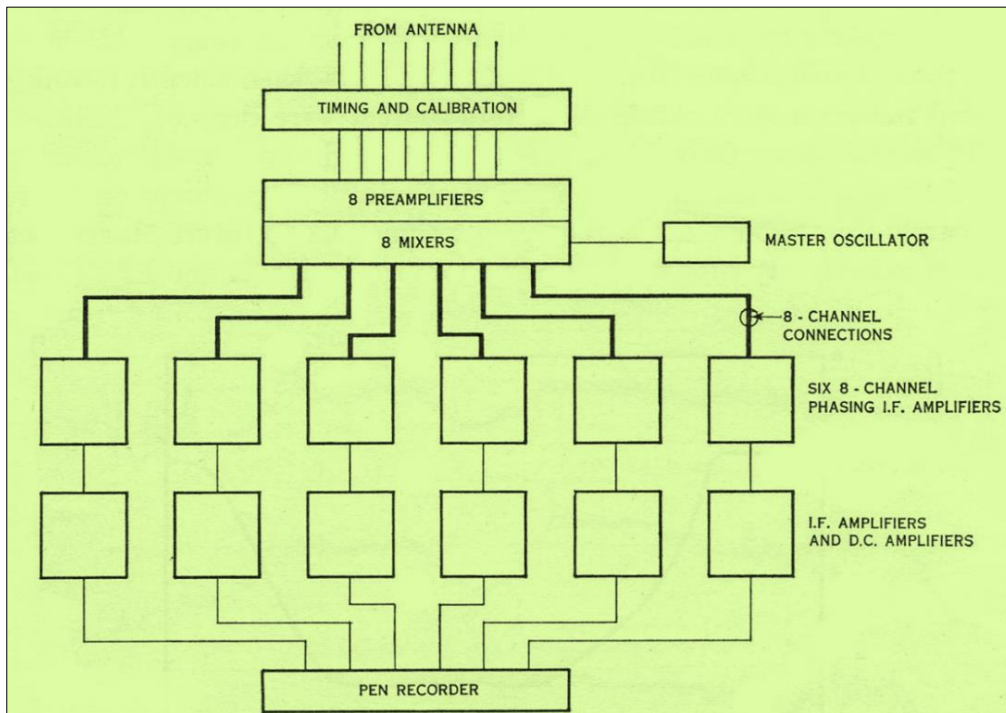 FROM ANTENNA
TIMING AND CALIBRATION
8 PREAMPLIFIERS
8 MIXERS
MASTER OSCILLATOR
8 - CHANNEL
CONNECTIONS
SIX 8 - CHANNEL
PHASING I.F. AMPLIFIERS
I.F. AMPLIFIERS
AND D.C. AMPLIFIERS
PEN RECORDER